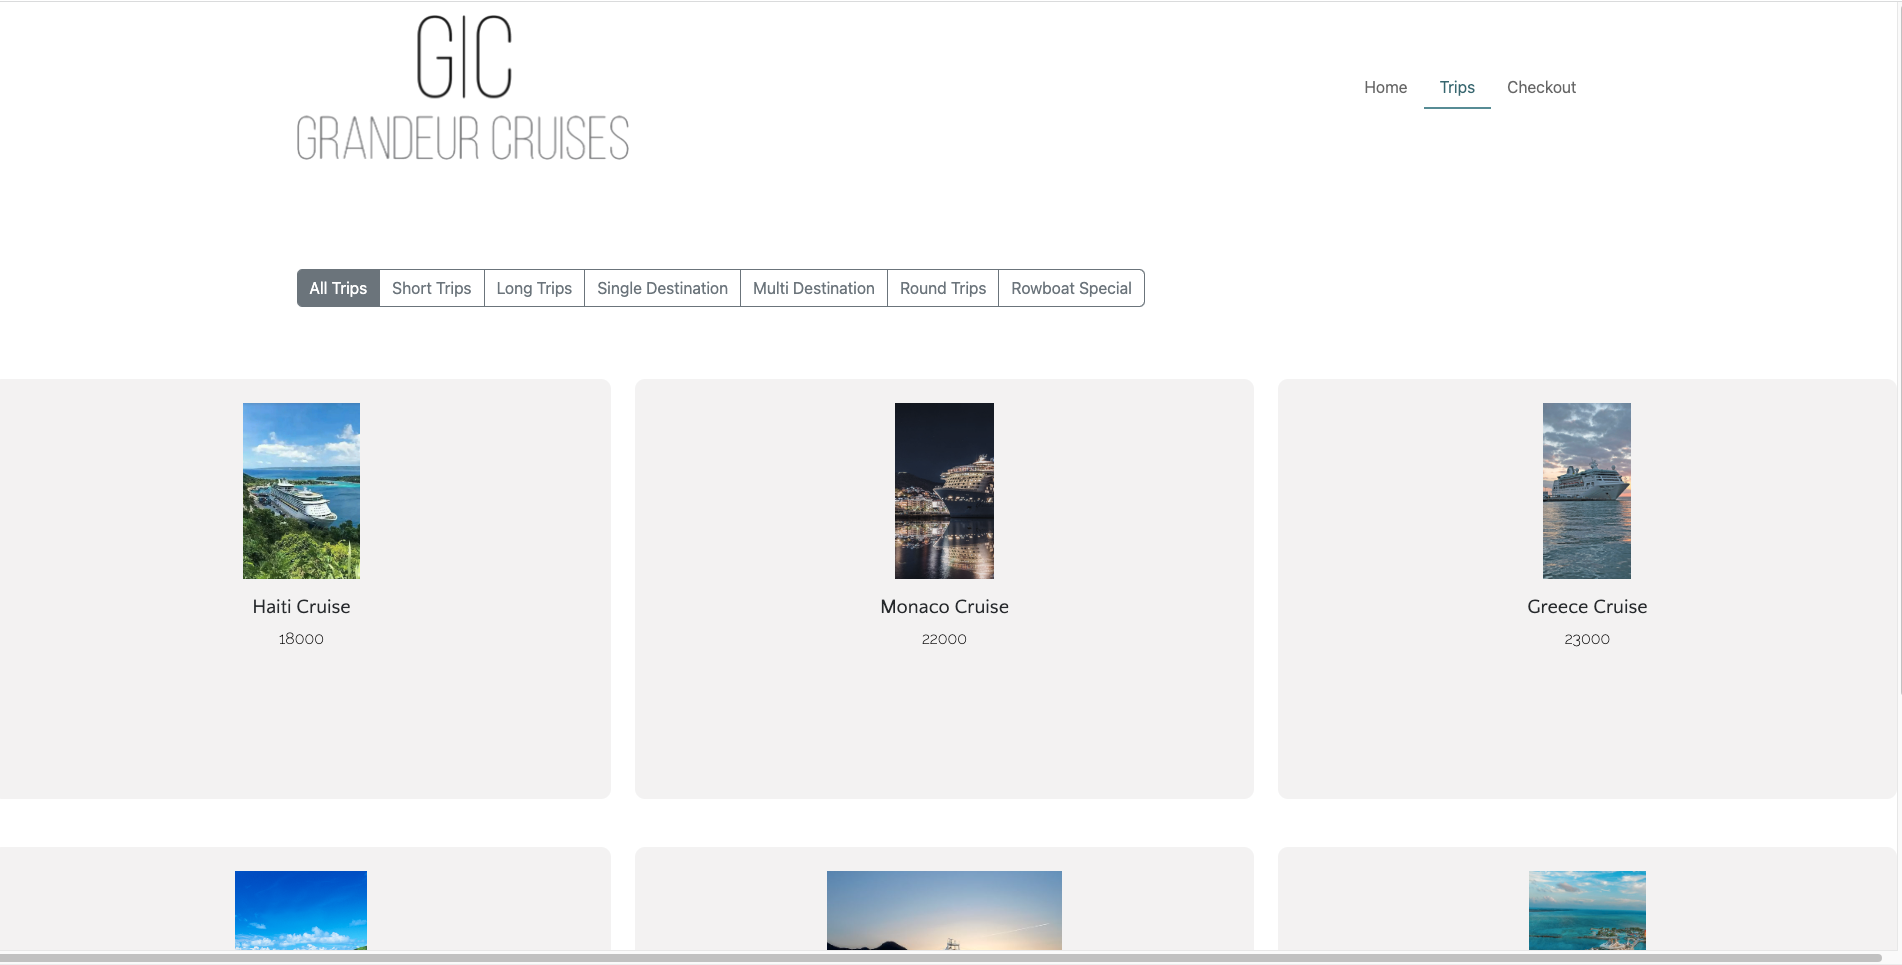 GIC
GRANDEUR CRUISES
Home Trips Checkout
All Trips Short Trips Long Trips Single Destination Multi Destination Round Trips Rowboat Special
Haiti Cruise Monaco Cruise Greece Cruise
18000 22000 23000